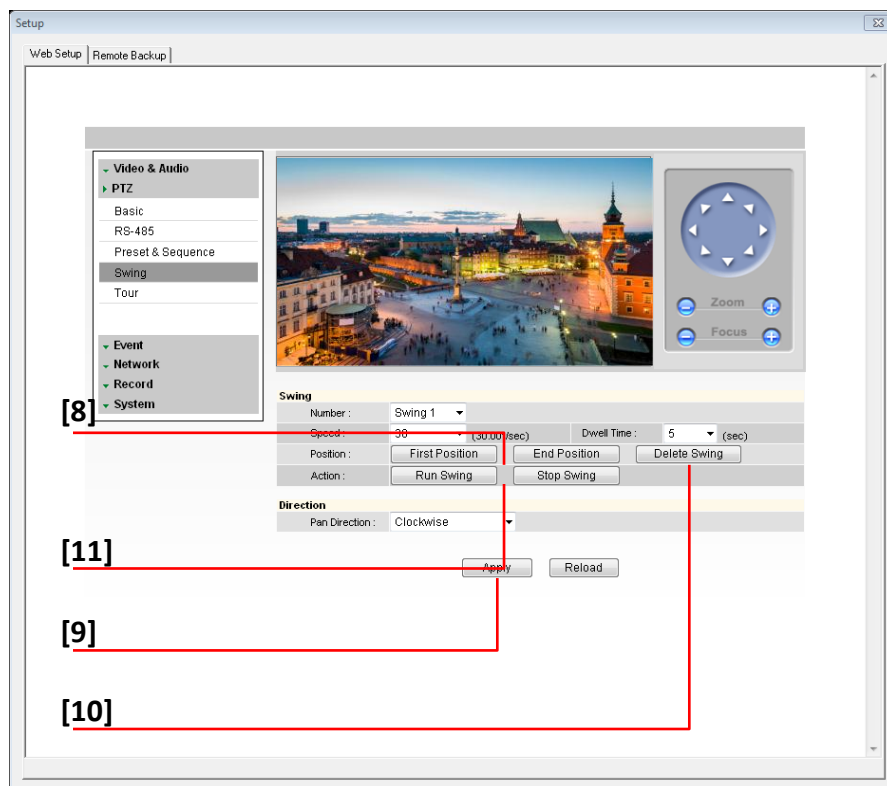 Setup
Web Setup Remote Backup
Video & Audio
PTZ
Basic
RS-485
Preset & Sequence
Swing
Tour
Event
Network
Record
System
Zoom
Focus
[8]
Swing
Number : Swing 1
Speed : 30 (30.00°/sec) Dwell Time : 5 (sec)
Position : First Position End Position Delete Swing
Action : Run Swing Stop Swing
Direction
Pan Direction : Clockwise
[11]
Apply Reload
[9]
[10]